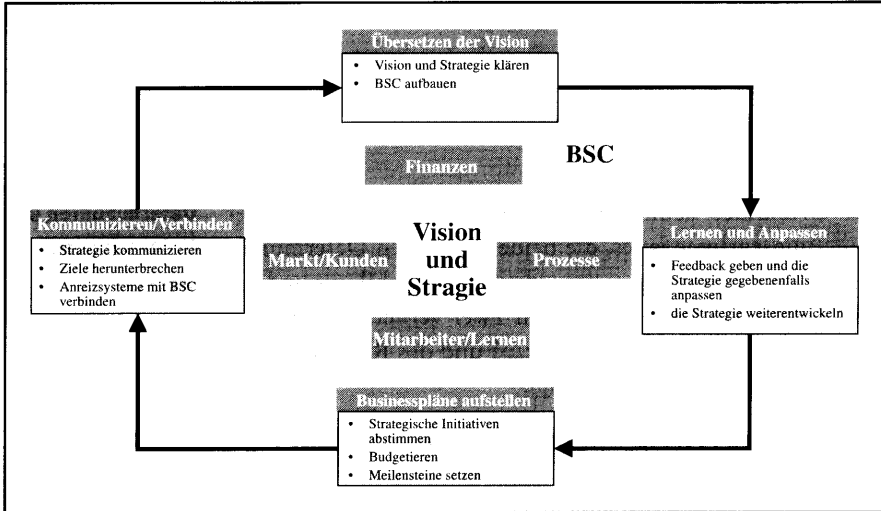 Übersetzen der Vision
• Vision und Strategie klären
• BSC aufbauen
Finanzen
BSC
Kommunizieren/Verbinden
• Strategie kommunizieren
• Ziele herunterbrechen
• Anreizsysteme mit BSC
verbinden
Markt/Kunden
Vision
und
Stragie
Prozesse
Lernen und Anpassen
• Feedback geben und die
Strategie gegebenenfalls
anpassen
• die Strategie weiterentwickeln
Mitarbeiter/Lernen
Businesspläne aufstellen
• Strategische Initiativen
abstimmen
• Budgetieren
• Meilensteine setzen